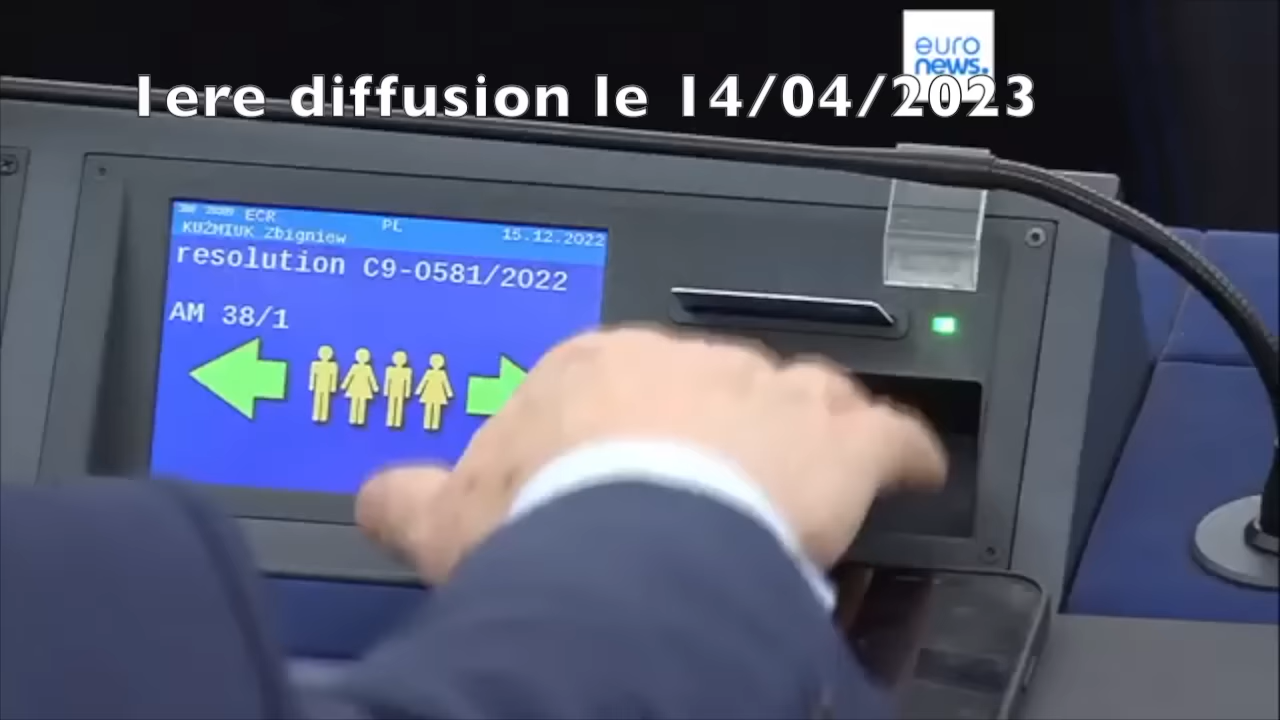 euro
news.
1ere diffusion le 14/04/2023
ECR
KUŹMIUK Zbigniew PL 15.12.2022
resolution C9-0581/2022
AM 38/1